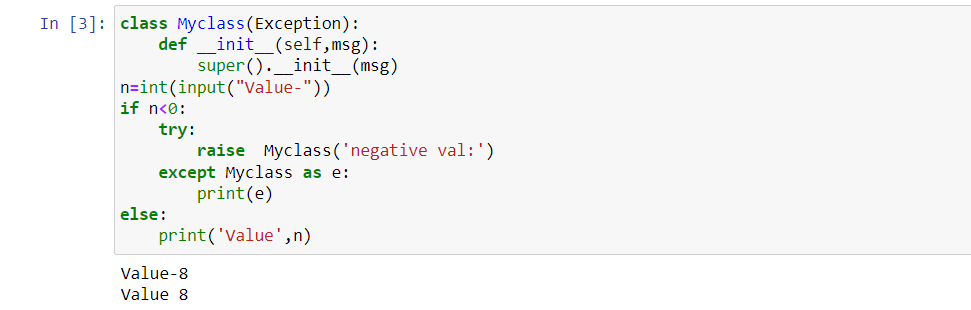 In [3]: class Myclass(Exception):
    def __init__(self,msg):
        super().__init__(msg)
n=int(input("Value-"))
if n<0:
    try:
        raise  Myclass('negative val:')
    except Myclass as e:
        print(e)
else:
    print('Value',n)
Value-8
Value 8